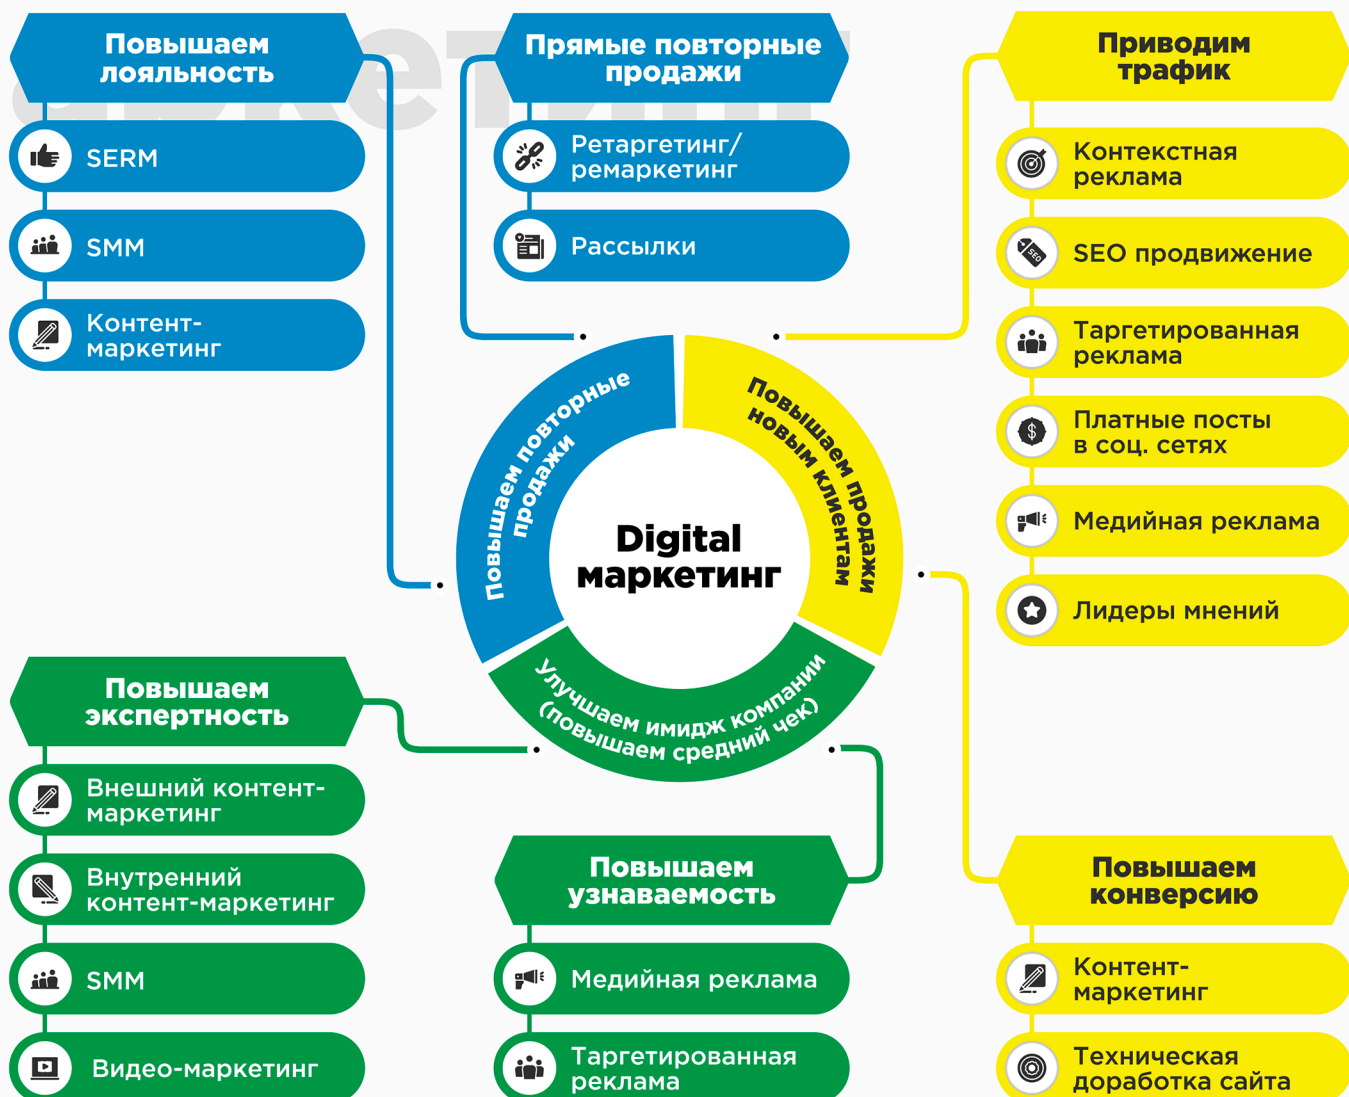 Повышаем
лояльность
SERM
SMM
Контент-
маркетинг
Прямые повторные
продажи
Ретаргетинг/
ремаркетинг
Рассылки
Приводим
трафик
Контекстная
реклама
SEO
SEO продвижение
Таргетированная
реклама
$
Платные посты
в соц. сетях
Медийная реклама
Лидеры мнений
Повышаем повторные
продажи
Повышаем продажи
новым клиентам
Digital
маркетинг
Улучшаем имидж компании
(повышаем средний чек)
Повышаем
экспертность
Внешний контент-
маркетинг
Внутренний
контент-маркетинг
SMM
Видео-маркетинг
Повышаем
узнаваемость
Медийная реклама
Таргетированная
реклама
Повышаем
конверсию
Контент-
маркетинг
Техническая
доработка сайта